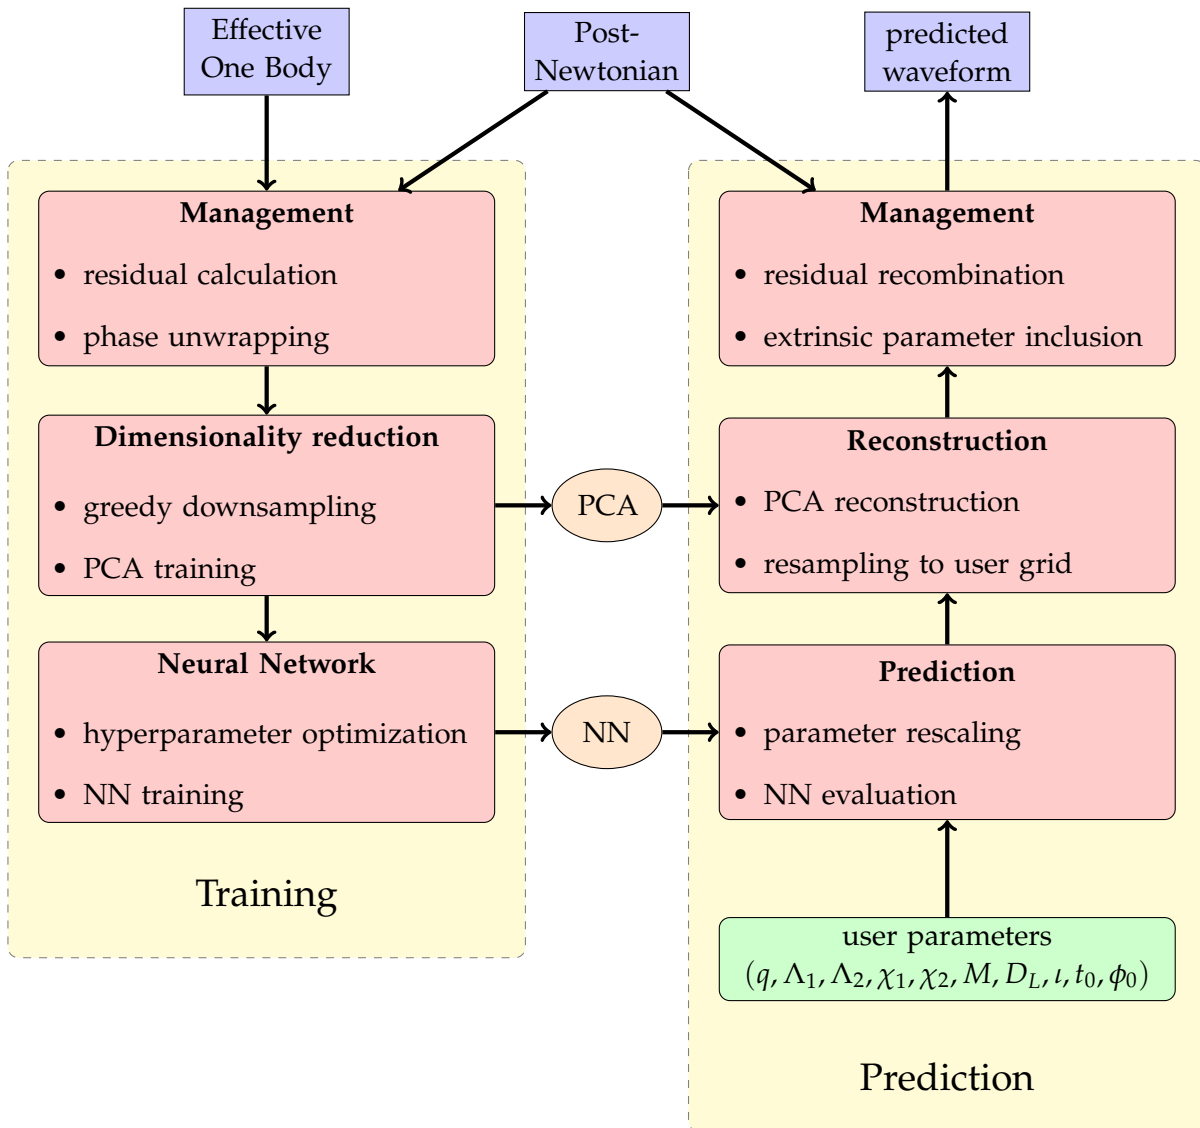 Effective
One Body
Post-
Newtonian
predicted
waveform
Management
• residual calculation
• phase unwrapping
Dimensionality reduction
• greedy downsampling
• PCA training
Neural Network
• hyperparameter optimization
• NN training
Training
PCA
NN
Management
• residual recombination
• extrinsic parameter inclusion
Reconstruction
• PCA reconstruction
• resampling to user grid
Prediction
• parameter rescaling
• NN evaluation
user parameters
(q, Λ₁, Λ₂, χ₁, χ₂, M, D_L, ι, t₀, ϕ₀)
Prediction